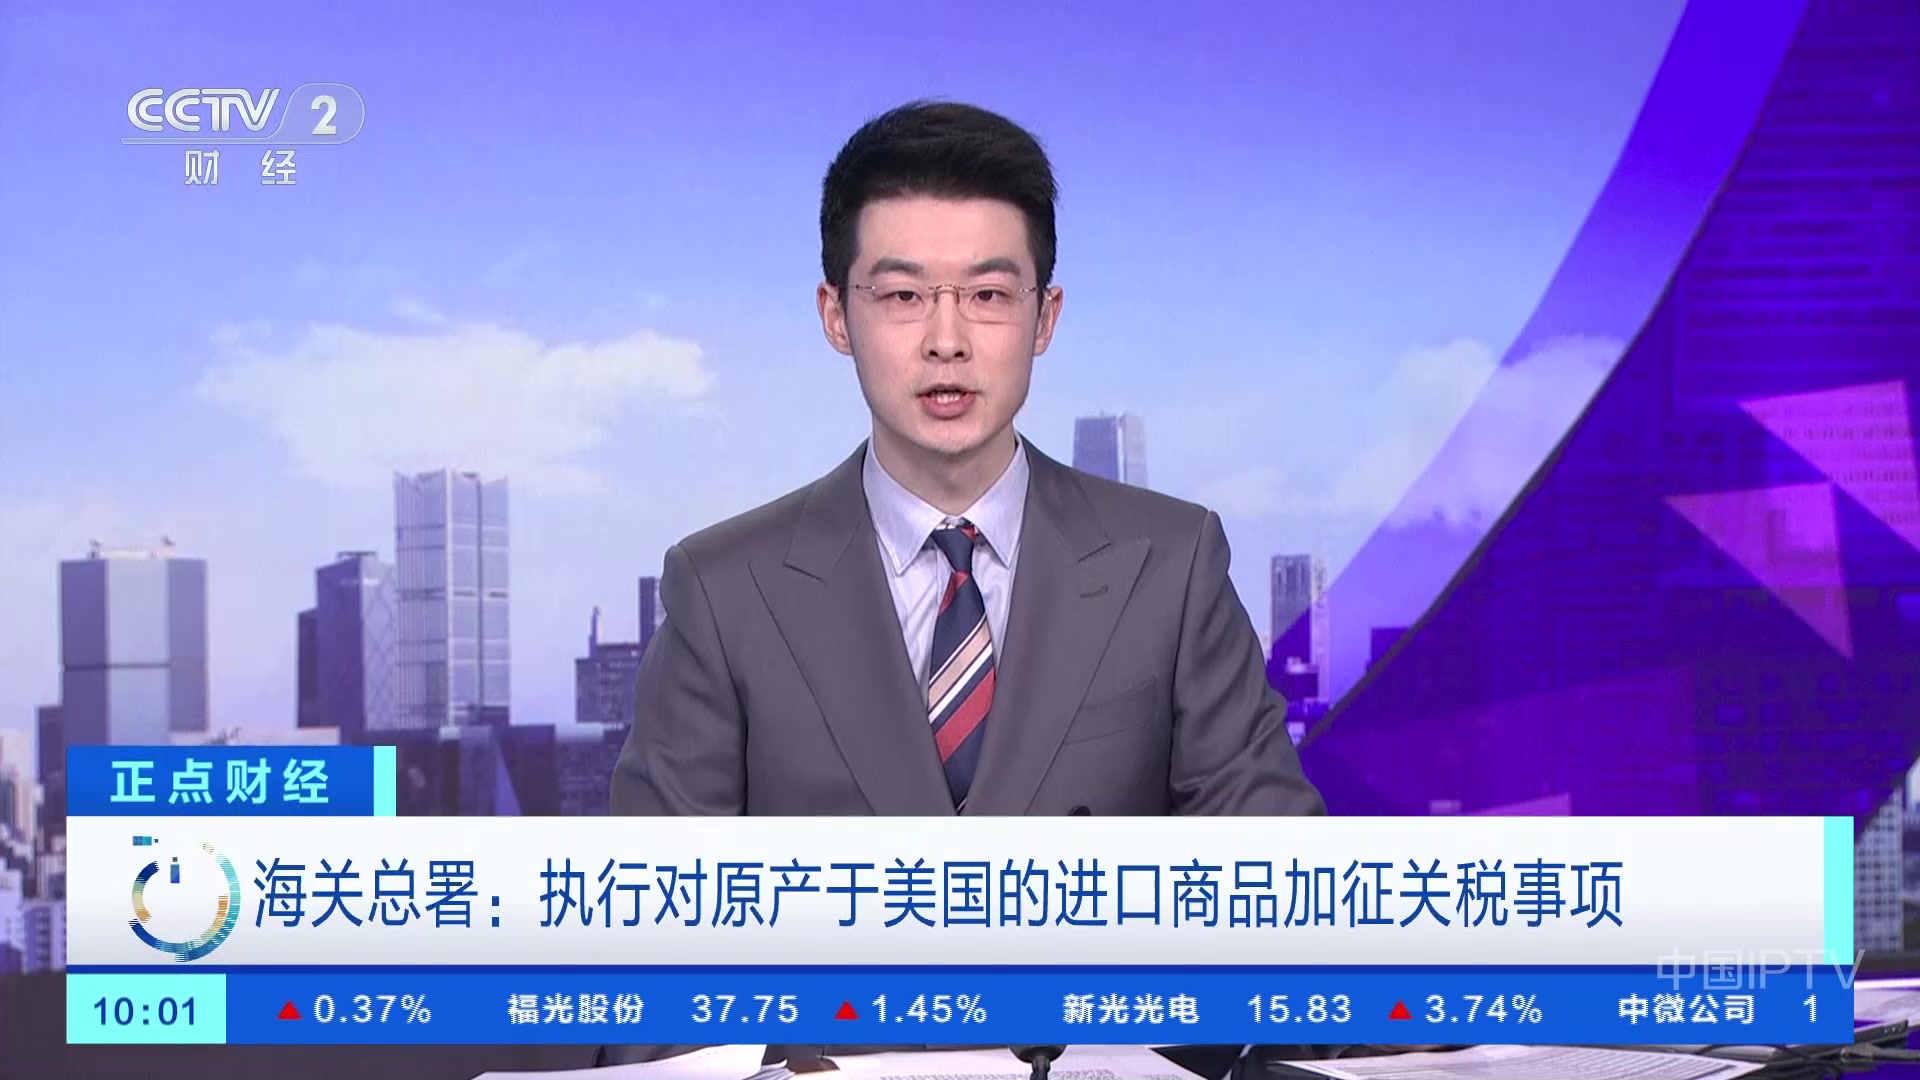 CCTV 2
财 经
正点财经
海关总署：执行对原产于美国的进口商品加征关税事项
中国IPTV
10:01 ▲0.37% 福光股份 37.75 ▲1.45% 新光光电 15.83 ▲3.74% 中微公司 1